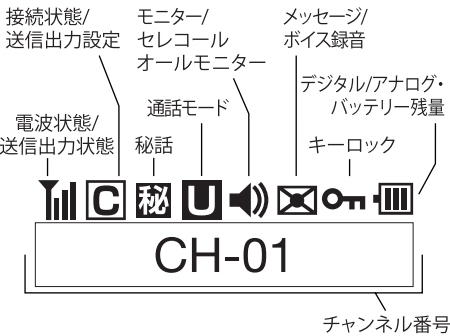 接続状態/
送信出力設定
モニター/
セレコール
オールモニター
メッセージ/
ボイス録音
デジタル/アナログ・
バッテリー残量
電波状態/
送信出力状態
秘話
通話モード
キーロック
C
秘
U
CH-01
チャンネル番号